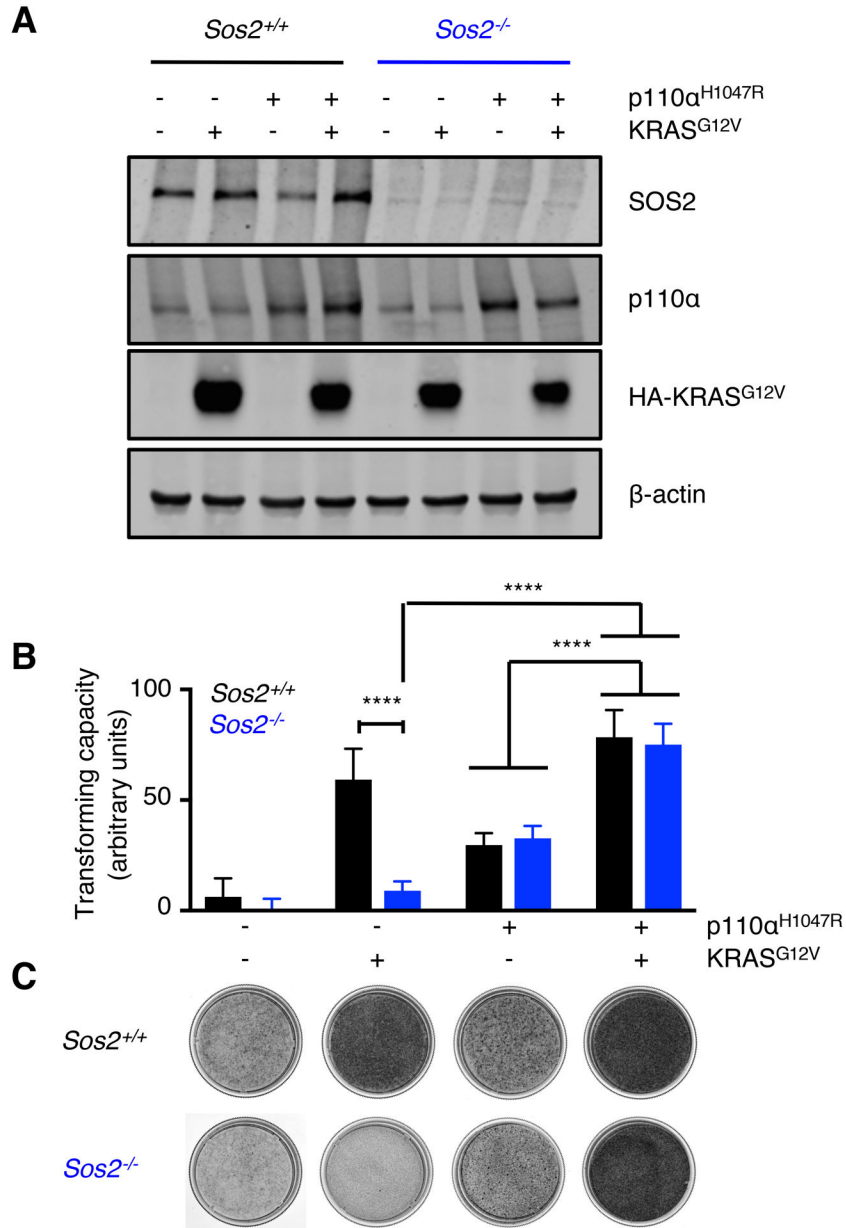 A
Sos2+/+ Sos2-/-
- - + + - - + + p110αH1047R
- + - + - + - + KRASG12V
SOS2
p110α
HA-KRASG12V
β-actin
B
****
****
****
Transforming capacity
(arbitrary units)
100
50
0
Sos2+/+
Sos2-/-
- - + + p110αH1047R
- + - + KRASG12V
C
Sos2+/+
Sos2-/-